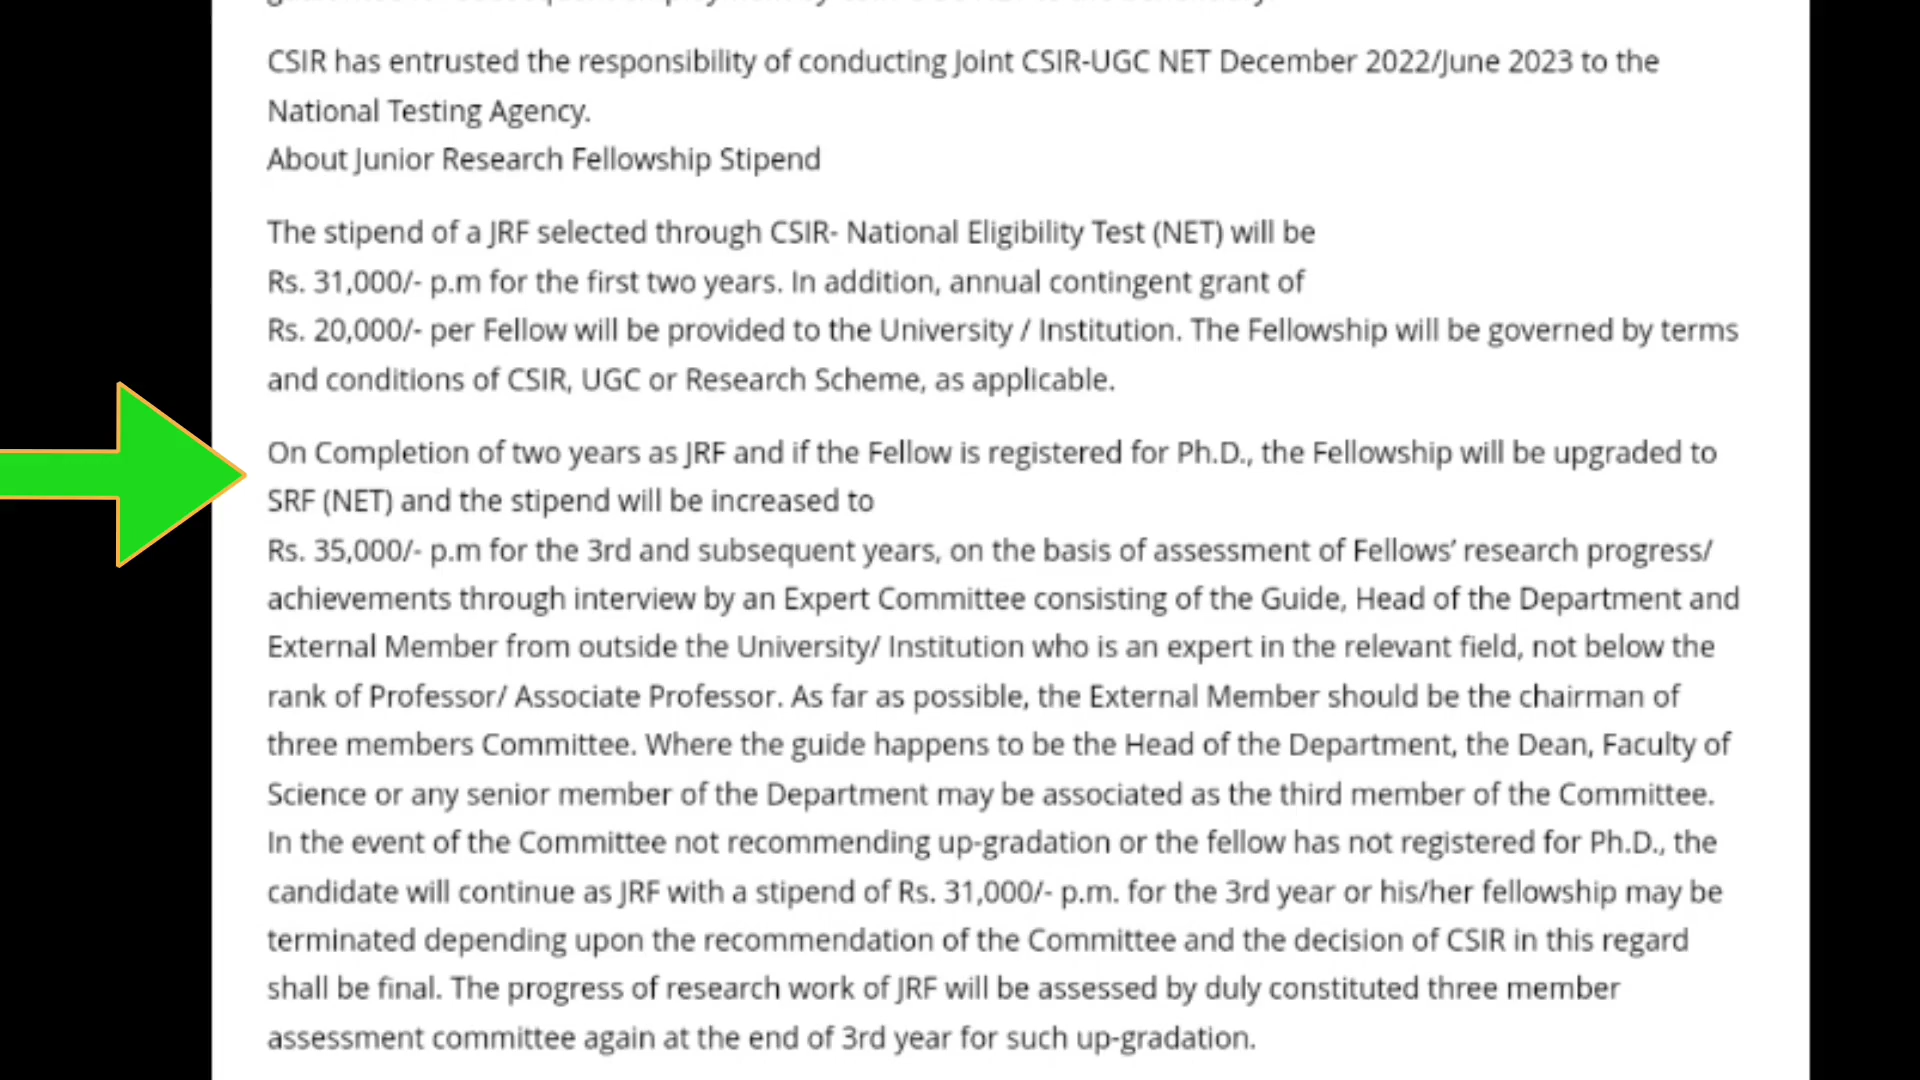 CSIR has entrusted the responsibility of conducting Joint CSIR-UGC NET December 2022/June 2023 to the
National Testing Agency.
About Junior Research Fellowship Stipend
The stipend of a JRF selected through CSIR- National Eligibility Test (NET) will be
Rs. 31,000/- p.m for the first two years. In addition, annual contingent grant of
Rs. 20,000/- per Fellow will be provided to the University / Institution. The Fellowship will be governed by terms
and conditions of CSIR, UGC or Research Scheme, as applicable.
On Completion of two years as JRF and if the Fellow is registered for Ph.D., the Fellowship will be upgraded to
SRF (NET) and the stipend will be increased to
Rs. 35,000/- p.m for the 3rd and subsequent years, on the basis of assessment of Fellows’ research progress/
achievements through interview by an Expert Committee consisting of the Guide, Head of the Department and
External Member from outside the University/ Institution who is an expert in the relevant field, not below the
rank of Professor/ Associate Professor. As far as possible, the External Member should be the chairman of
three members Committee. Where the guide happens to be the Head of the Department, the Dean, Faculty of
Science or any senior member of the Department may be associated as the third member of the Committee.
In the event of the Committee not recommending up-gradation or the fellow has not registered for Ph.D., the
candidate will continue as JRF with a stipend of Rs. 31,000/- p.m. for the 3rd year or his/her fellowship may be
terminated depending upon the recommendation of the Committee and the decision of CSIR in this regard
shall be final. The progress of research work of JRF will be assessed by duly constituted three member
assessment committee again at the end of 3rd year for such up-gradation.